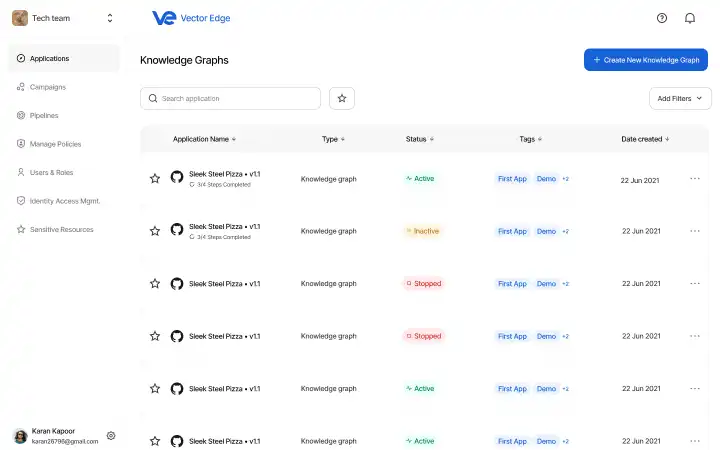 Tech team
Vector Edge
Applications
Campaigns
Pipelines
Manage Policies
Users & Roles
Identity Access Mgmt.
Sensitive Resources
Karan Kapoor
karan26796@gmail.com
Knowledge Graphs
Create New Knowledge Graph
Search application
Add Filters
Application Name Type Status Tags Date created
Sleek Steel Pizza • v1.1 Knowledge graph Active First App Demo +2 22 Jun 2021
3/4 Steps Completed
Sleek Steel Pizza • v1.1 Knowledge graph Inactive First App Demo +2 22 Jun 2021
3/4 Steps Completed
Sleek Steel Pizza • v1.1 Knowledge graph Stopped First App Demo +2 22 Jun 2021
Sleek Steel Pizza • v1.1 Knowledge graph Stopped First App Demo +2 22 Jun 2021
Sleek Steel Pizza • v1.1 Knowledge graph Active First App Demo +2 22 Jun 2021
Sleek Steel Pizza • v1.1 Knowledge graph Active First App Demo +2 22 Jun 2021